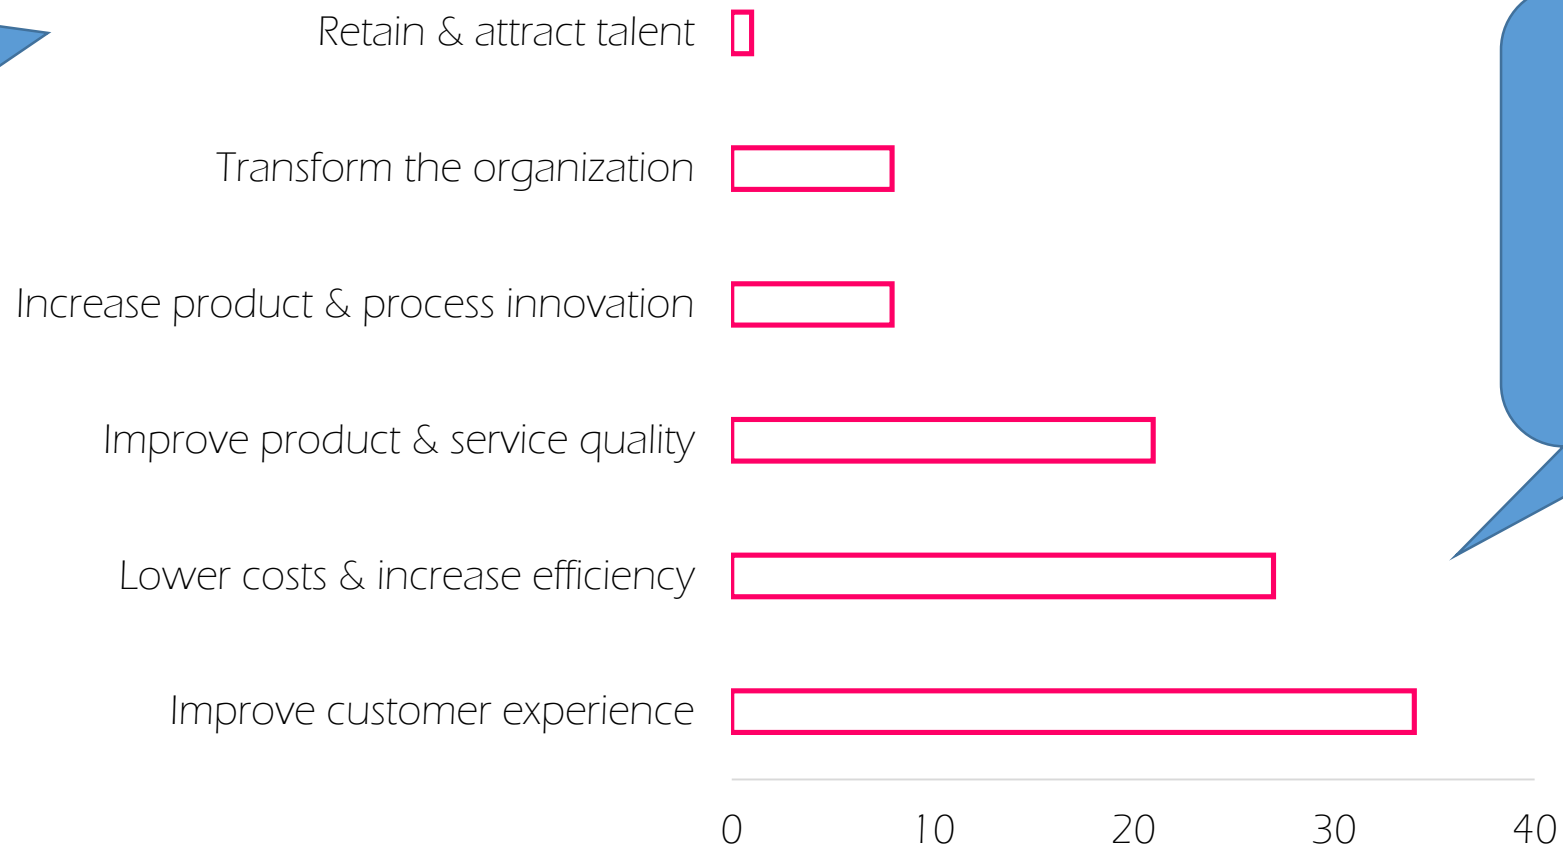 Retain & attract talent
Transform the organization
Increase product & process innovation
Improve product & service quality
Lower costs & increase efficiency
Improve customer experience
0 10 20 30 40